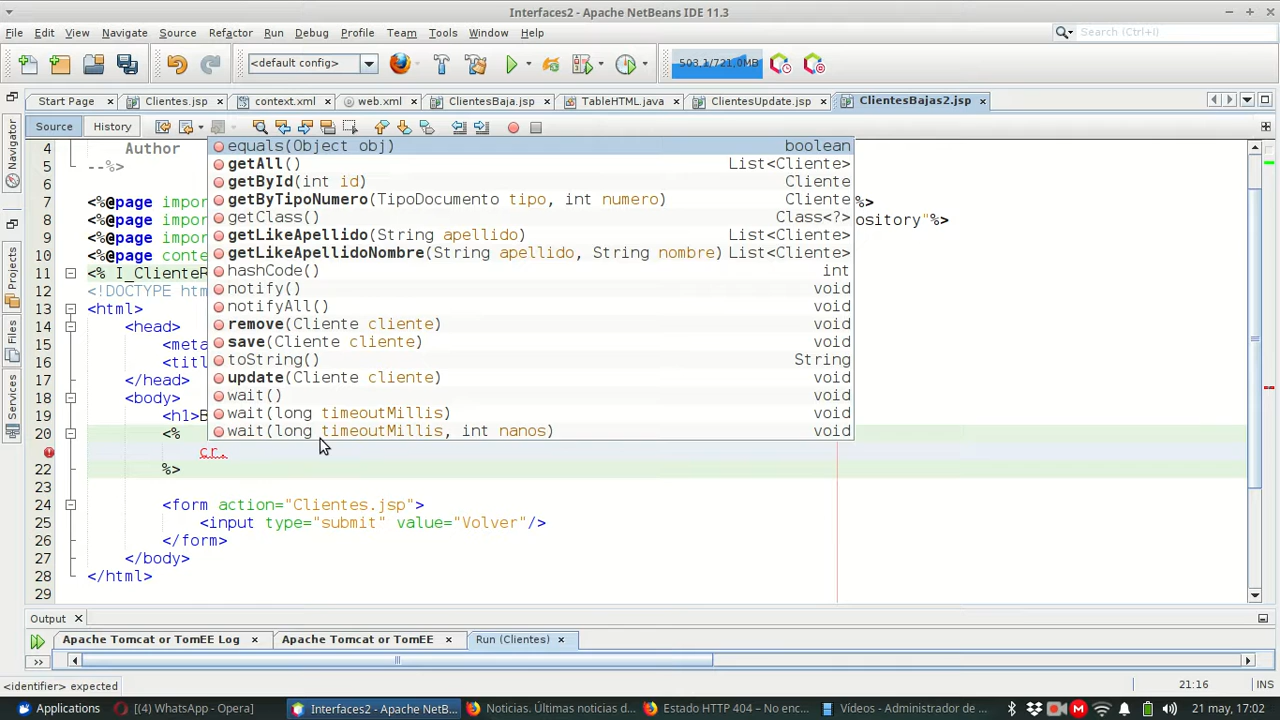 Interfaces2 - Apache NetBeans IDE 11.3
File Edit View Navigate Source Refactor Run Debug Profile Team Tools Window Help
Search (Ctrl+I)
<default config>
503,1/721,0MB
Start Page Clientes.jsp context.xml web.xml ClientesBaja.jsp TableHTML.java ClientesUpdate.jsp ClientesBajas2.jsp
Source History
Navigator
Projects
Files
Services
4 Author
5 --%>
6
7 <%@page impor %>
8 <%@page impor ository"%>
9 <%@page impor
10 <%@page conte
11 <% I_ClienteR
12 <!DOCTYPE htm
13 <html>
14 <head>
15 <meta
16 <titl
17 </head>
18 <body>
19 <h1>B
20 <%
cr.
22 %>
23
24 <form action="Clientes.jsp">
25 <input type="submit" value="Volver"/>
26 </form>
27 </body>
28 </html>
29
equals(Object obj) boolean
getAll() List<Cliente>
getById(int id) Cliente
getByTipoNumero(TipoDocumento tipo, int numero) Cliente
getClass() Class<?>
getLikeApellido(String apellido) List<Cliente>
getLikeApellidoNombre(String apellido, String nombre) List<Cliente>
hashCode() int
notify() void
notifyAll() void
remove(Cliente cliente) void
save(Cliente cliente) void
toString() String
update(Cliente cliente) void
wait() void
wait(long timeoutMillis) void
wait(long timeoutMillis, int nanos) void
Output
Apache Tomcat or TomEE Log Apache Tomcat or TomEE Run (Clientes)
<identifier> expected 21:16 INS
Applications [(4) WhatsApp - Opera] Interfaces2 - Apache NetB... Noticias. Últimas noticias d... Estado HTTP 404 – No enc... Videos - Administrador de ... 21 may, 17:02